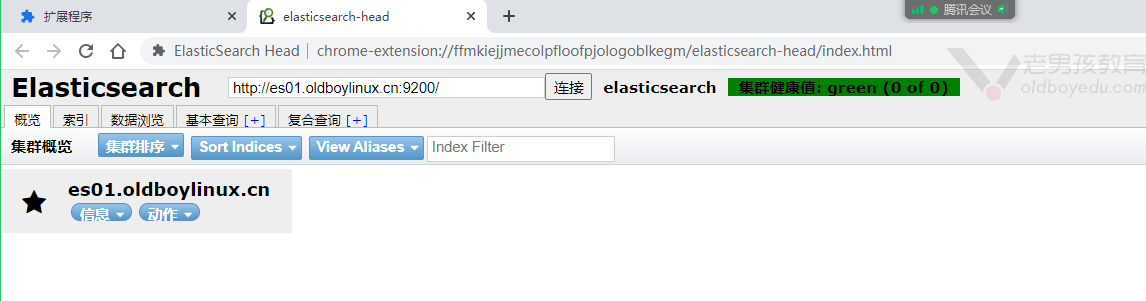 扩展程序
elasticsearch-head
腾讯会议
ElasticSearch Head | chrome-extension://ffmkiejjmecolpfloofpjologoblkegm/elasticsearch-head/index.html
老男孩教育
oldboyedu.com
Elasticsearch http://es01.oldboylinux.cn:9200/ 连接 elasticsearch 集群健康值: green (0 of 0)
概览 索引 数据浏览 基本查询 [+] 复合查询 [+]
集群概览 集群排序 Sort Indices View Aliases Index Filter
es01.oldboylinux.cn
信息 动作